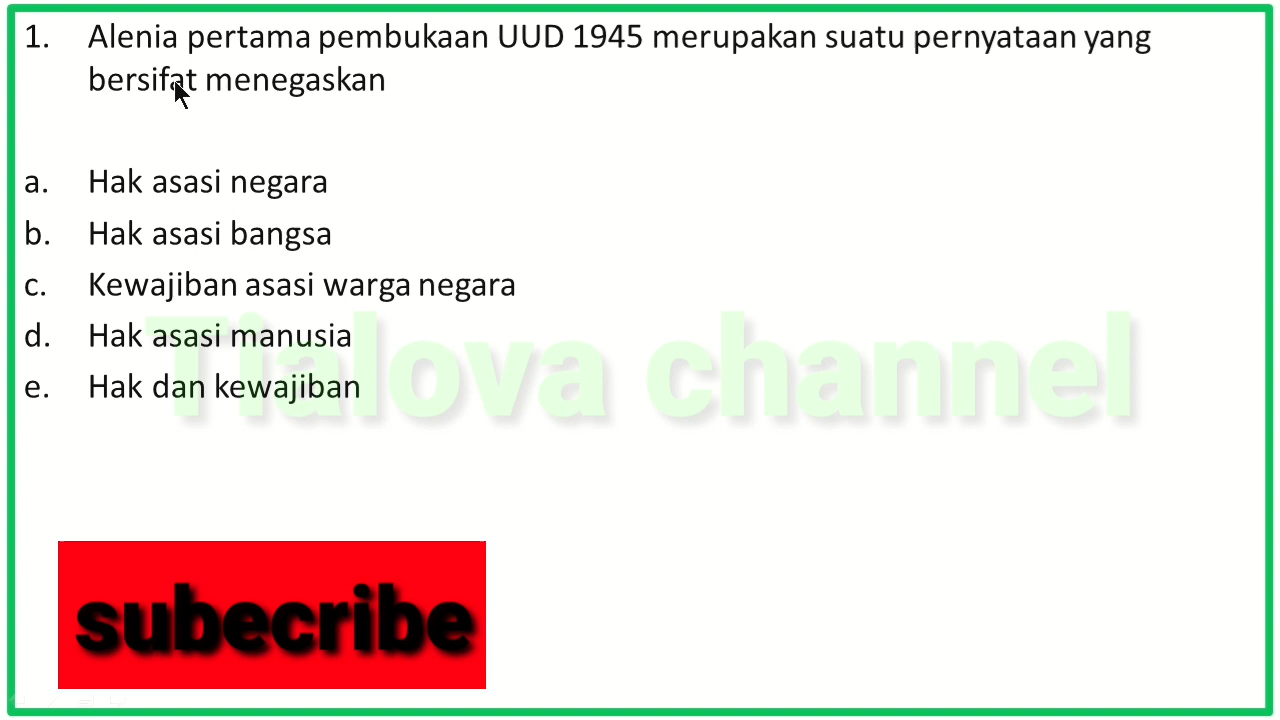 1. Alenia pertama pembukaan UUD 1945 merupakan suatu pernyataan yang
bersifat menegaskan
a. Hak asasi negara
b. Hak asasi bangsa
c. Kewajiban asasi warga negara
d. Hak asasi manusia
e. Hak dan kewajiban
Tialova channel
subecribe